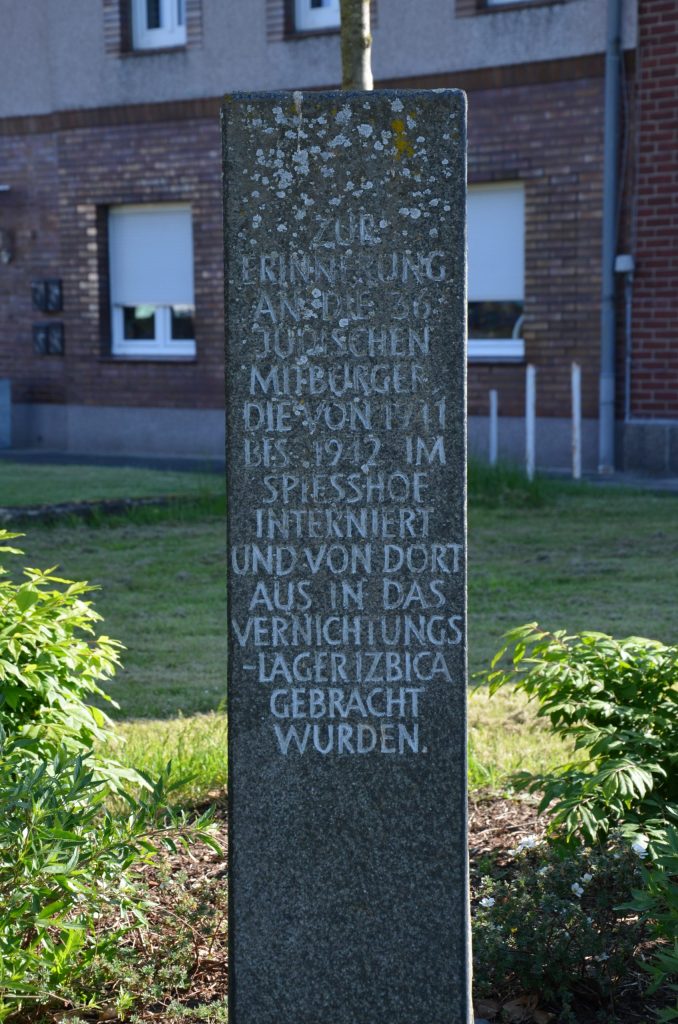 ZUR
ERINNERUNG
AN DIE 36
JÜDISCHEN
MITBÜRGER,
DIE VON 1941
BIS 1942 IM
SPIESSHOF
INTERNIERT
UND VON DORT
AUS IN DAS
VERNICHTUNGS
-LAGER IZBICA
GEBRACHT
WURDEN.